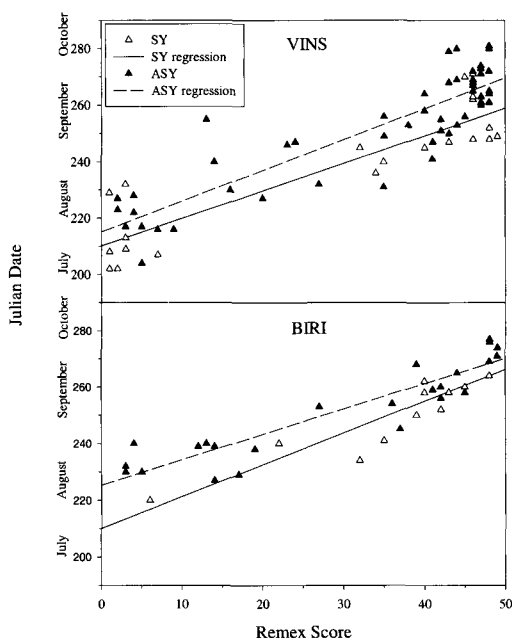 VINS
SY
SY regression
ASY
ASY regression
October
September
August
July
280
260
240
220
200
BIRI
October
September
August
July
280
260
240
220
200
0
10
20
30
40
50
Julian Date
Remex Score